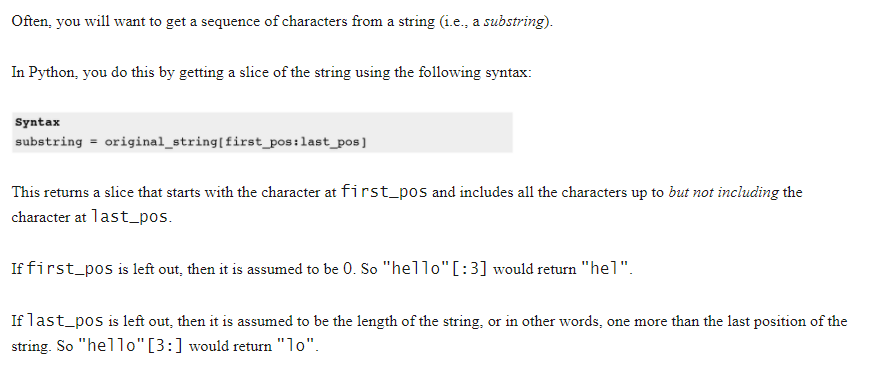 Often, you will want to get a sequence of characters from a string (i.e., a substring).
In Python, you do this by getting a slice of the string using the following syntax:
Syntax
substring = original_string[first_pos:last_pos]
This returns a slice that starts with the character at first_pos and includes all the characters up to but not including the
character at last_pos.
If first_pos is left out, then it is assumed to be 0. So "hello"[:3] would return "hel".
If last_pos is left out, then it is assumed to be the length of the string, or in other words, one more than the last position of the
string. So "hello"[3:] would return "lo".